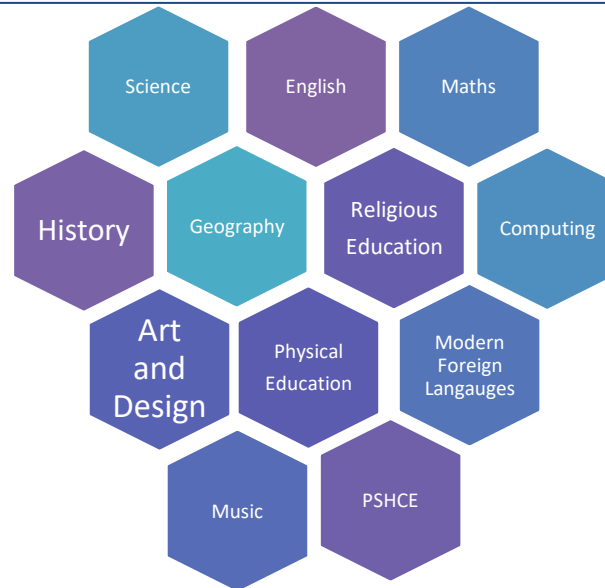 Science
English
Maths
History
Geography
Religious
Education
Computing
Art
and
Design
Physical
Education
Modern
Foreign
Langauges
Music
PSHCE